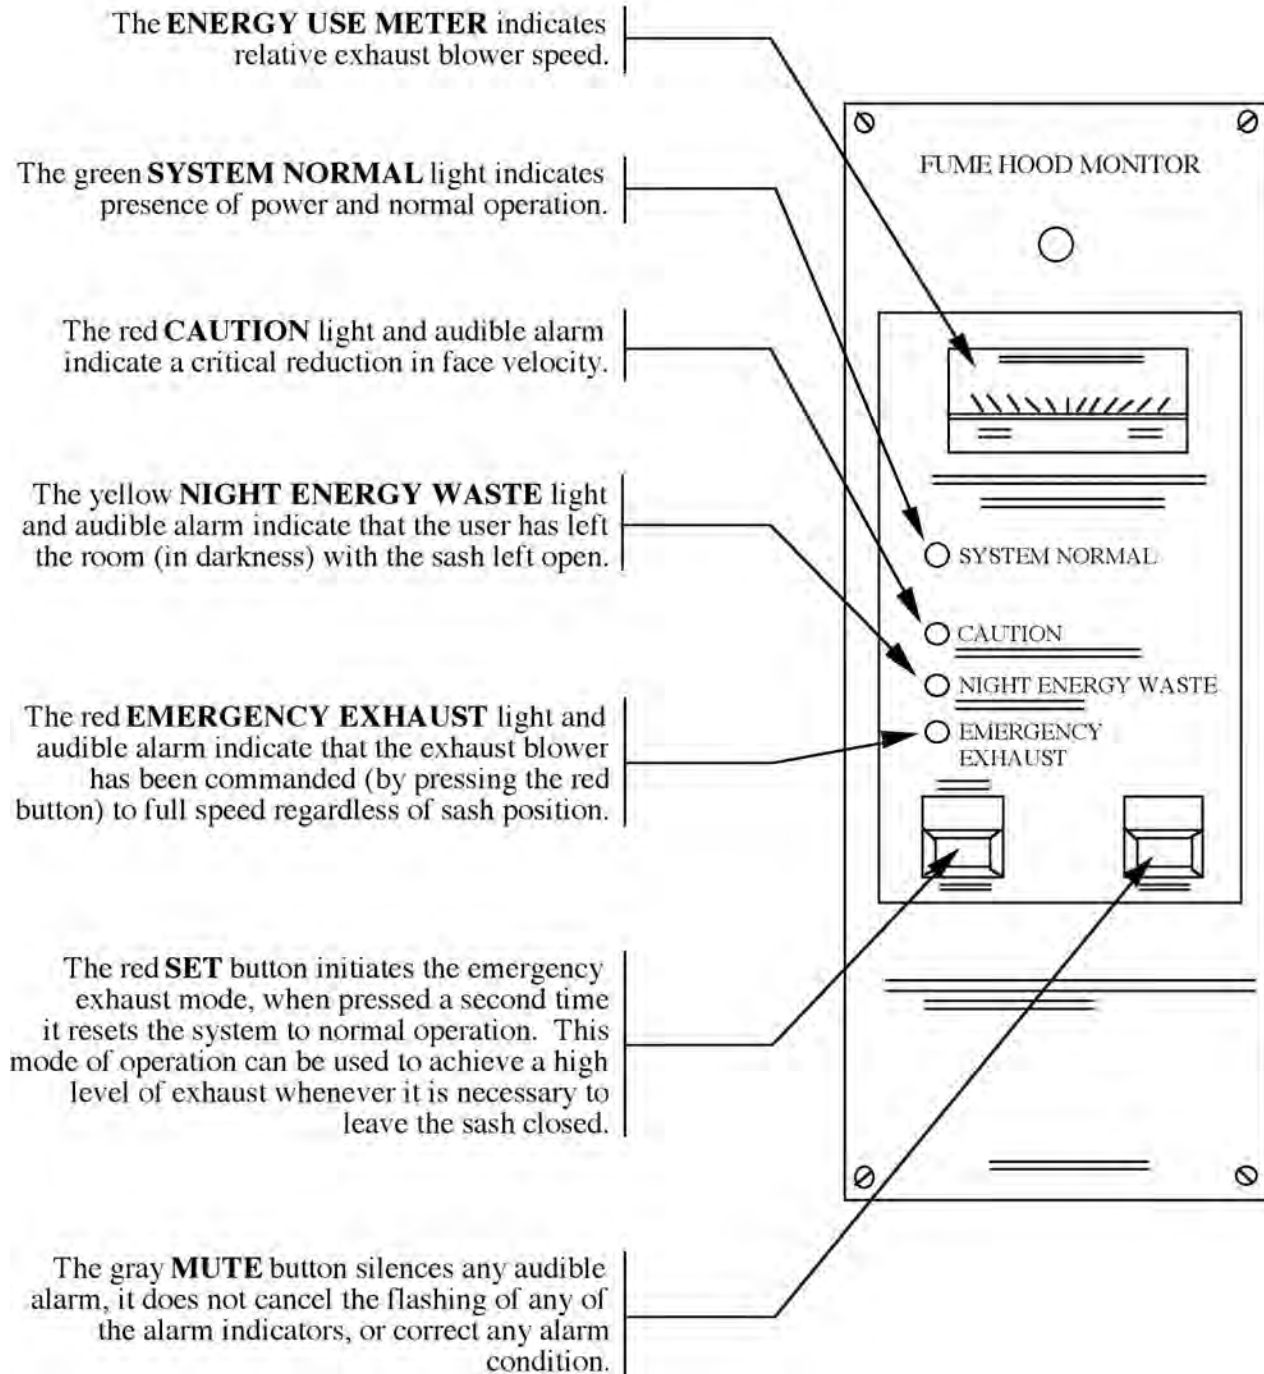 The ENERGY USE METER indicates
relative exhaust blower speed.
The green SYSTEM NORMAL light indicates
presence of power and normal operation.
The red CAUTION light and audible alarm
indicate a critical reduction in face velocity.
The yellow NIGHT ENERGY WASTE light
and audible alarm indicate that the user has left
the room (in darkness) with the sash left open.
The red EMERGENCY EXHAUST light and
audible alarm indicate that the exhaust blower
has been commanded (by pressing the red
button) to full speed regardless of sash position.
The red SET button initiates the emergency
exhaust mode, when pressed a second time
it resets the system to normal operation. This
mode of operation can be used to achieve a high
level of exhaust whenever it is necessary to
leave the sash closed.
The gray MUTE button silences any audible
alarm, it does not cancel the flashing of any of
the alarm indicators, or correct any alarm
condition.
FUME HOOD MONITOR
SYSTEM NORMAL
CAUTION
NIGHT ENERGY WASTE
EMERGENCY
EXHAUST